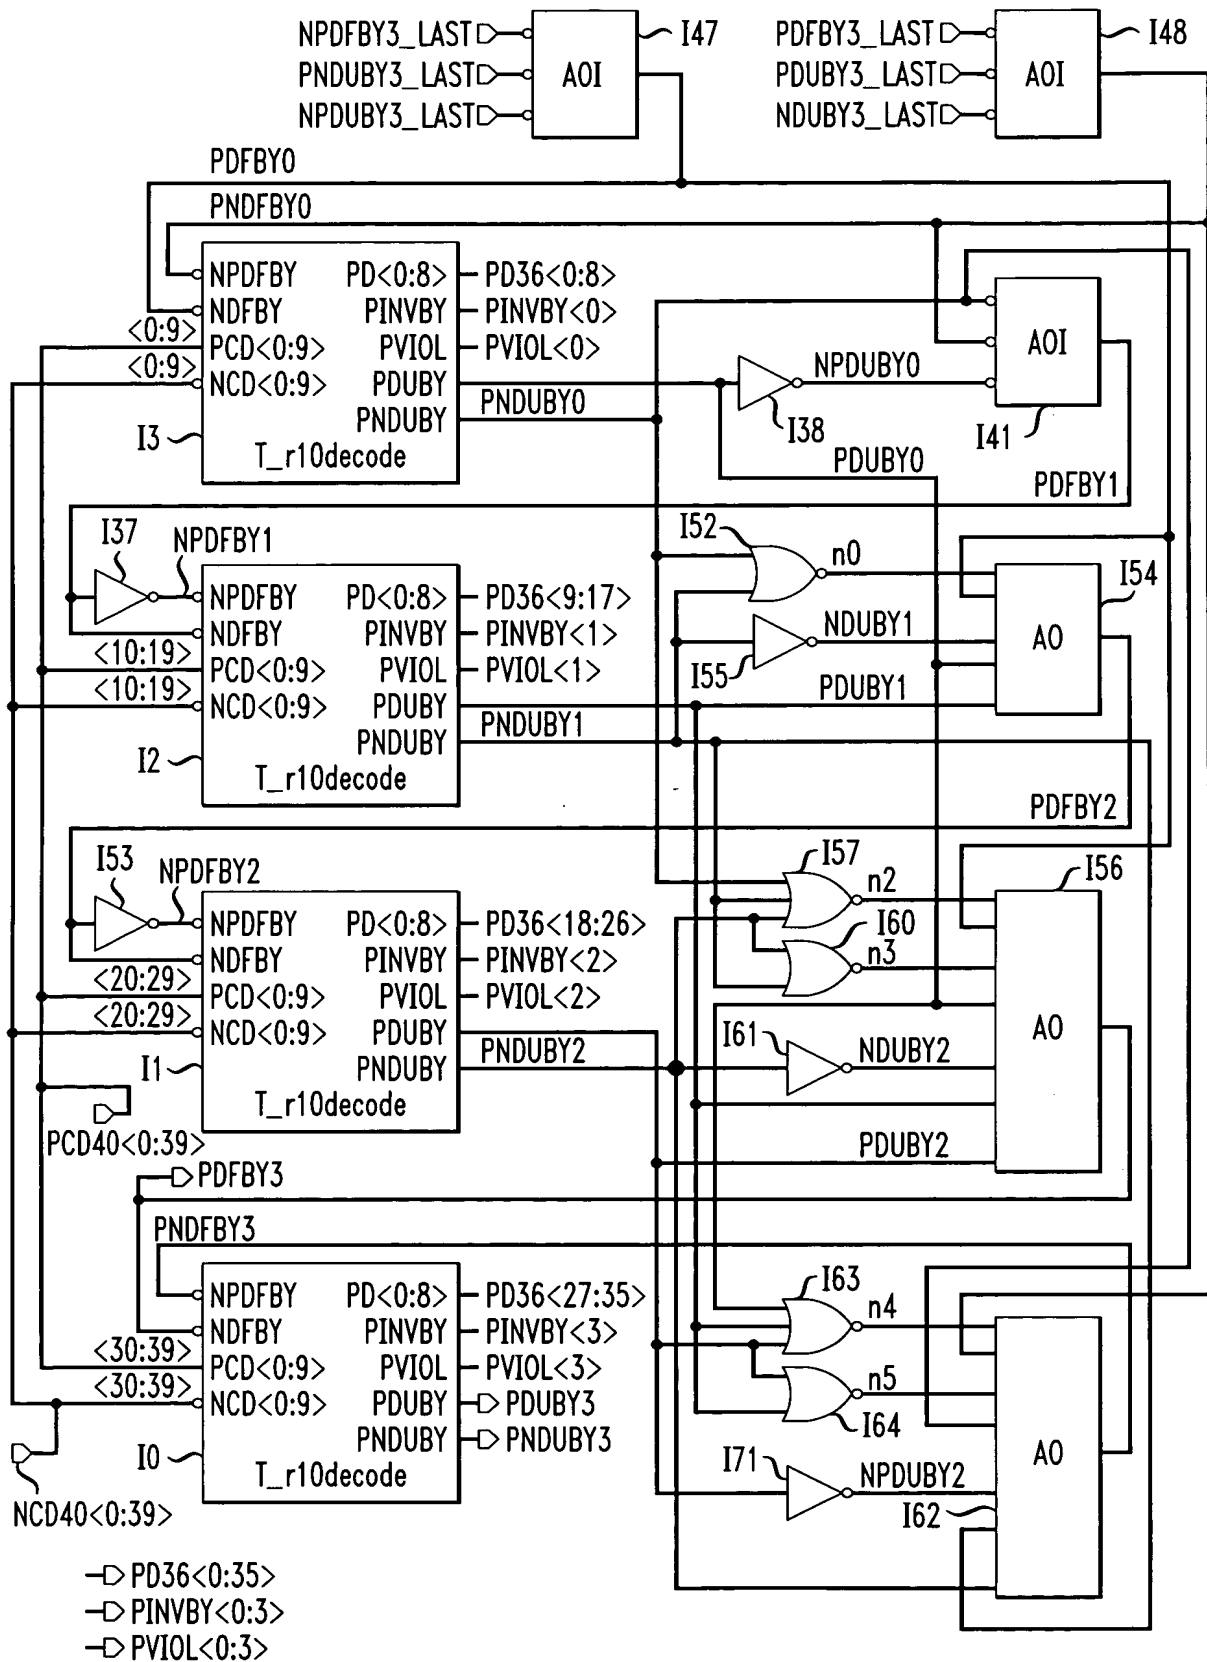 NPDFBY3_LAST
PNDUBY3_LAST
NPDUBY3_LAST
AOI
I47
PDFBY3_LAST
PDUBY3_LAST
NDUBY3_LAST
AOI
I48
PDFBY0
PNDFBY0
NPDFBY PD<0:8> PD36<0:8>
NDFBY PINVBY PINVBY<0>
<0:9> PCD<0:9> PVIOL PVIOL<0>
<0:9> NCD<0:9> PDUBY
PNDUBY PNDUBY0
I3
T_r10decode
NPDUBY0
I38
AOI
I41
PDUBY0
PDFBY1
I37
NPDFBY1
NPDFBY PD<0:8> PD36<9:17>
NDFBY PINVBY PINVBY<1>
<10:19> PCD<0:9> PVIOL PVIOL<1>
<10:19> NCD<0:9> PDUBY
PNDUBY PNDUBY1
I2
T_r10decode
I52
n0
I54
NDUBY1
I55
AO
PDUBY1
PDFBY2
I53
NPDFBY2
NPDFBY PD<0:8> PD36<18:26>
NDFBY PINVBY PINVBY<2>
<20:29> PCD<0:9> PVIOL PVIOL<2>
<20:29> NCD<0:9> PDUBY
PNDUBY PNDUBY2
I1
T_r10decode
I57
n2
I56
I60
n3
I61
NDUBY2
AO
PDUBY2
PCD40<0:39>
PDFBY3
PNDFBY3
NPDFBY PD<0:8> PD36<27:35>
NDFBY PINVBY PINVBY<3>
<30:39> PCD<0:9> PVIOL PVIOL<3>
<30:39> NCD<0:9> PDUBY PDUBY3
PNDUBY PNDUBY3
I0
T_r10decode
I63
n4
n5
I64
I71
NPDUBY2
AO
I62
NCD40<0:39>
PD36<0:35>
PINVBY<0:3>
PVIOL<0:3>